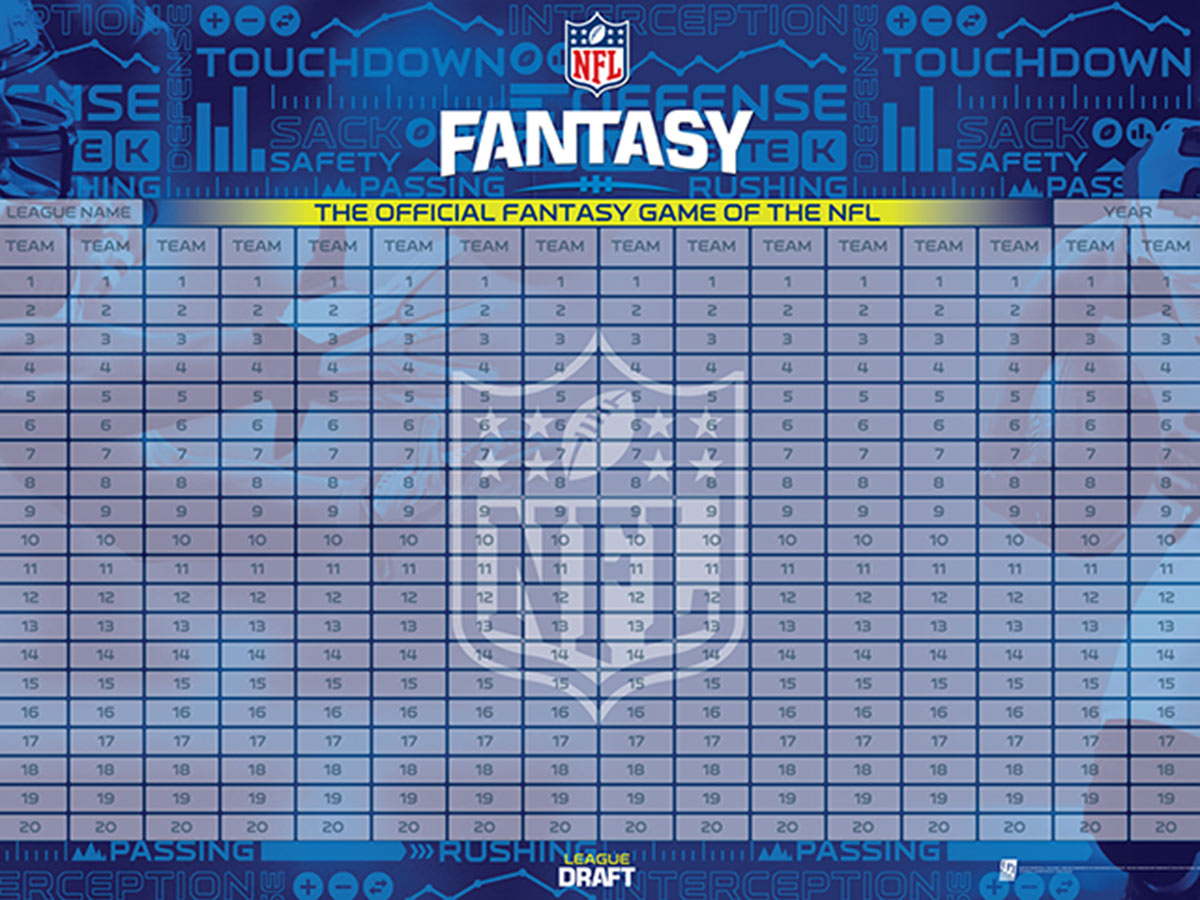 PTION INTERCEPTION
NFL
TOUCHDOWN TOUCHDOWN
DEFENSE DEFENSE
ENSE DEFENSE
SACK SACK
K FANTASY K
SAFETY SAFETY
HING PASSING RUSHING PASS
LEAGUE NAME THE OFFICIAL FANTASY GAME OF THE NFL YEAR
TEAM TEAM TEAM TEAM TEAM TEAM TEAM TEAM TEAM TEAM TEAM TEAM TEAM TEAM TEAM TEAM
1 1 1 1 1 1 1 1 1 1 1 1 1 1 1 1
2 2 2 2 2 2 2 2 2 2 2 2 2 2 2 2
3 3 3 3 3 3 3 3 3 3 3 3 3 3 3 3
4 4 4 4 4 4 4 4 4 4 4 4 4 4 4 4
5 5 5 5 5 5 5 5 5 5 5 5 5 5 5 5
6 6 6 6 6 6 6 6 6 6 6 6 6 6 6 6
7 7 7 7 7 7 7 7 7 7 7 7 7 7 7 7
8 8 8 8 8 8 8 8 8 8 8 8 8 8 8 8
9 9 9 9 9 9 9 9 9 9 9 9 9 9 9 9
10 10 10 10 10 10 10 10 10 10 10 10 10 10 10 10
NFL
11 11 11 11 11 11 11 11 11 11 11 11 11 11 11 11
12 12 12 12 12 12 12 12 12 12 12 12 12 12 12 12
13 13 13 13 13 13 13 13 13 13 13 13 13 13 13 13
14 14 14 14 14 14 14 14 14 14 14 14 14 14 14 14
15 15 15 15 15 15 15 15 15 15 15 15 15 15 15 15
16 16 16 16 16 16 16 16 16 16 16 16 16 16 16 16
17 17 17 17 17 17 17 17 17 17 17 17 17 17 17 17
18 18 18 18 18 18 18 18 18 18 18 18 18 18 18 18
19 19 19 19 19 19 19 19 19 19 19 19 19 19 19 19
20 20 20 20 20 20 20 20 20 20 20 20 20 20 20 20
PASSING RUSHING PASSING
LEAGUE
DRAFT
ERCEPTION INTERCEPTION